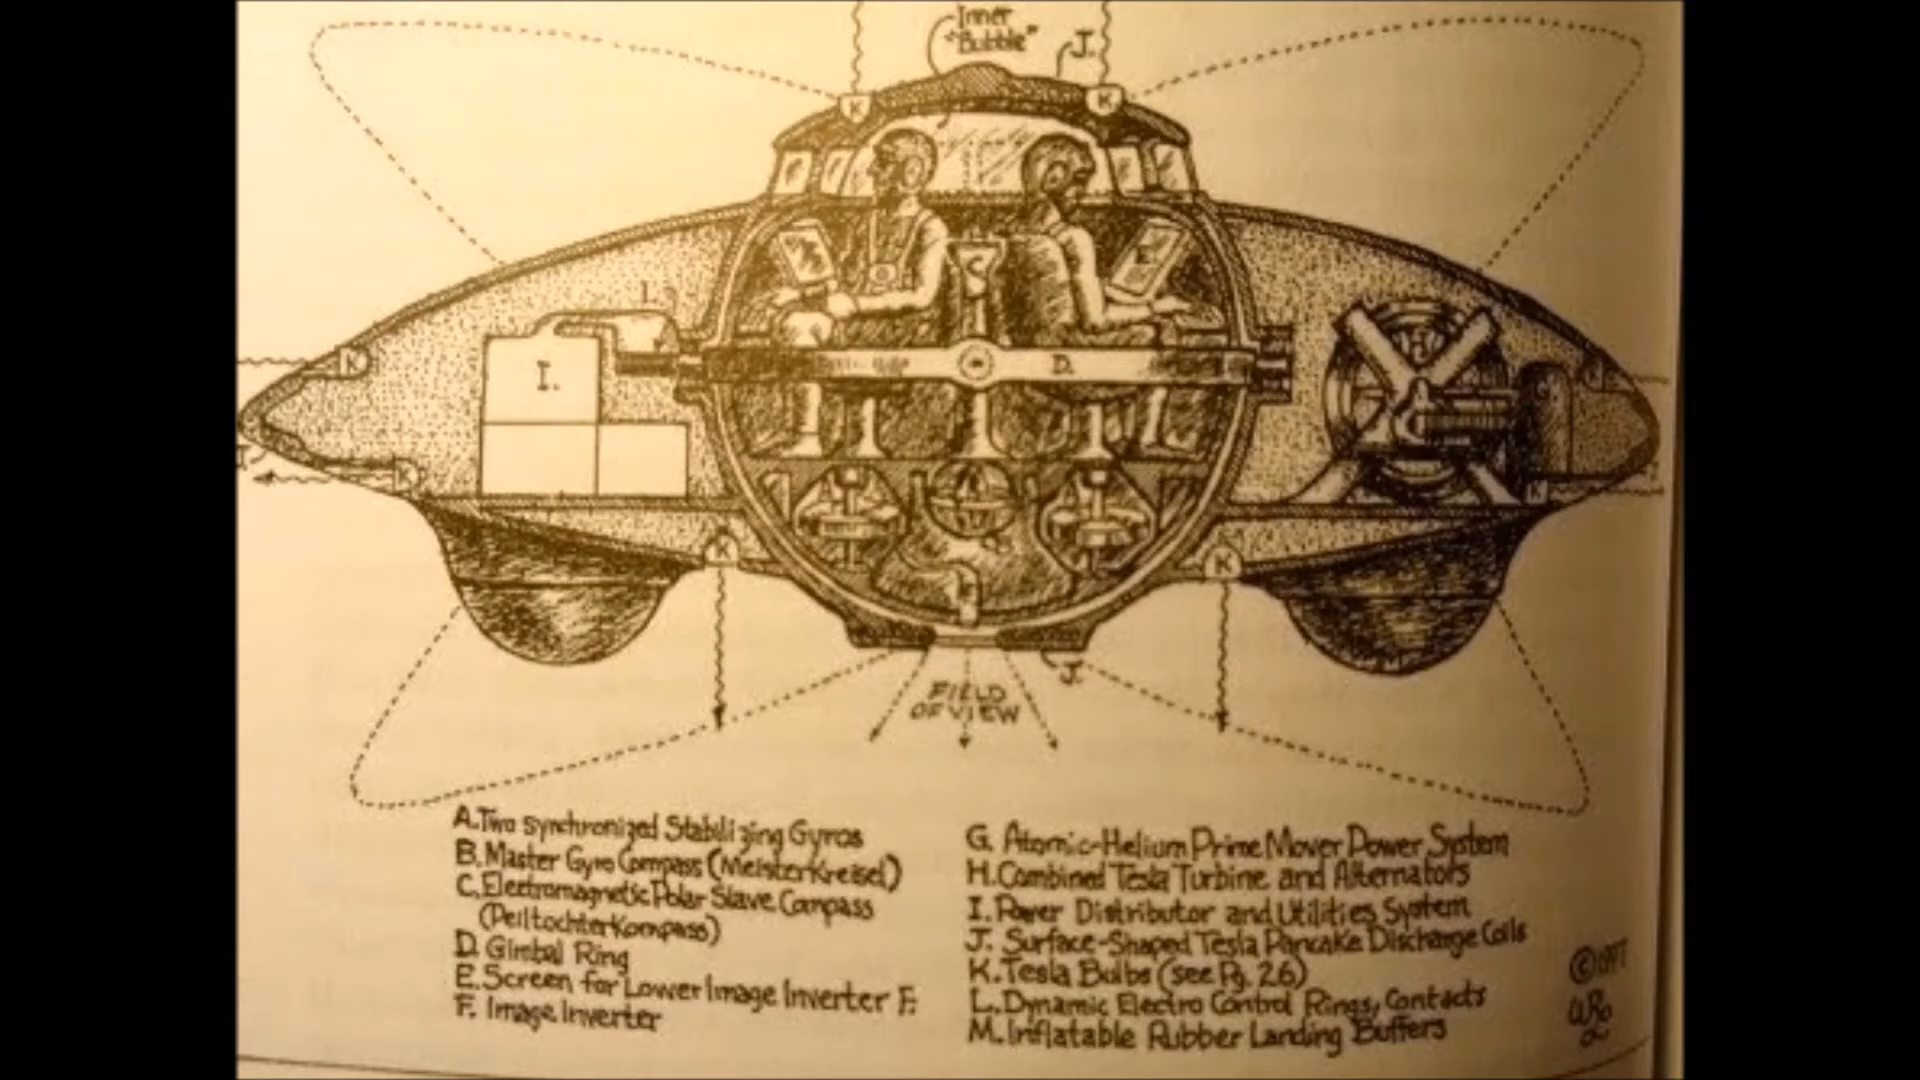 Inner
"Bubble"
J.
K
K
C
E
I.
D.
H
G
K
K
K
K
F
J.
FIELD
OF VIEW
A. Two Synchronized Stabilizing Gyros
B. Master Gyro Compass (Meisterkreisel)
C. Electromagnetic Polar Slave Compass
(Peiltochterkompass)
D. Gimbal Ring
E. Screen for Lower Image Inverter F.
F. Image Inverter
G. Atomic-Helium Prime Mover Power System
H. Combined Tesla Turbine and Alternators
I. Power Distributor and Utilities System
J. Surface-Shaped Tesla Pancake Discharge Coils
K. Tesla Bulbs (see Pg. 26)
L. Dynamic Electro Control Rings, Contacts
M. Inflatable Rubber Landing Buffers